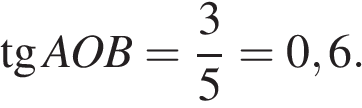 tg AOB = 3/5 = 0,6.